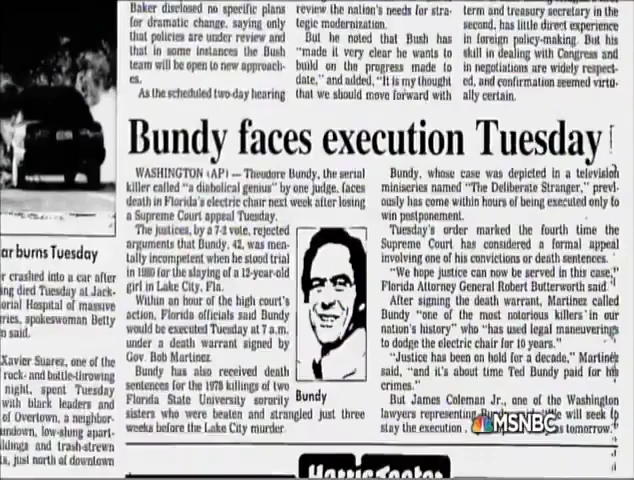 Baker disclosed no specific plans
for dramatic change, saying only
that policies are under review and
that in some instances the Bush
team will be open to new approach-
es.
As the scheduled two-day hearing
review the nation's needs for stra-
tegic modernization.
But he noted that Bush has
"made it very clear he wants to
build on the progress made to
date," and added, "It is my thought
that we should move forward with
term and treasury secretary in the
second, has little direct experience
in foreign policy-making. But his
skill in dealing with Congress and
in negotiations are widely respect-
ed, and confirmation seemed virtu-
ally certain.
Bundy faces execution Tuesday
WASHINGTON (AP) — Theodore Bundy, the serial
killer called "a diabolical genius" by one judge, faces
death in Florida's electric chair next week after losing
a Supreme Court appeal Tuesday.
The justices, by a 7-2 vote, rejected
arguments that Bundy, 42, was men-
tally incompetent when he stood trial
in 1980 for the slaying of a 12-year-old
girl in Lake City, Fla.
Within an hour of the high court's
action, Florida officials said Bundy
would be executed Tuesday at 7 a.m.
under a death warrant signed by
Gov. Bob Martinez.
Bundy has also received death
sentences for the 1978 killings of two
Florida State University sorority
sisters who were beaten and strangled just three
weeks before the Lake City murder.
Bundy
Bundy, whose case was depicted in a television
miniseries named "The Deliberate Stranger," previ-
ously has come within hours of being executed only to
win postponement.
Tuesday's order marked the fourth time the
Supreme Court has considered a formal appeal
involving one of his convictions or death sentences.
"We hope justice can now be served in this case,"
Florida Attorney General Robert Butterworth said.
After signing the death warrant, Martinez called
Bundy "one of the most notorious killers in our
nation's history" who "has used legal maneuverings
to dodge the electric chair for 10 years."
"Justice has been on hold for a decade," Martinez
said, "and it's about time Ted Bundy paid for his
crimes."
But James Coleman Jr., one of the Washington
lawyers representing will seek to
stay the execution tomorrow."
MSNBC
ar burns Tuesday
r crashed into a car after
ing died Tuesday at Jack-
orial Hospital of massive
ries, spokeswoman Betty
n said.
Xavier Suarez, one of the
rock- and bottle-throwing
night, spent Tuesday
with black leaders and
of Overtown, a neighbor-
undown, low-slung apart-
ildings and trash-strewn
ts, just north of downtown
Harris Teeter